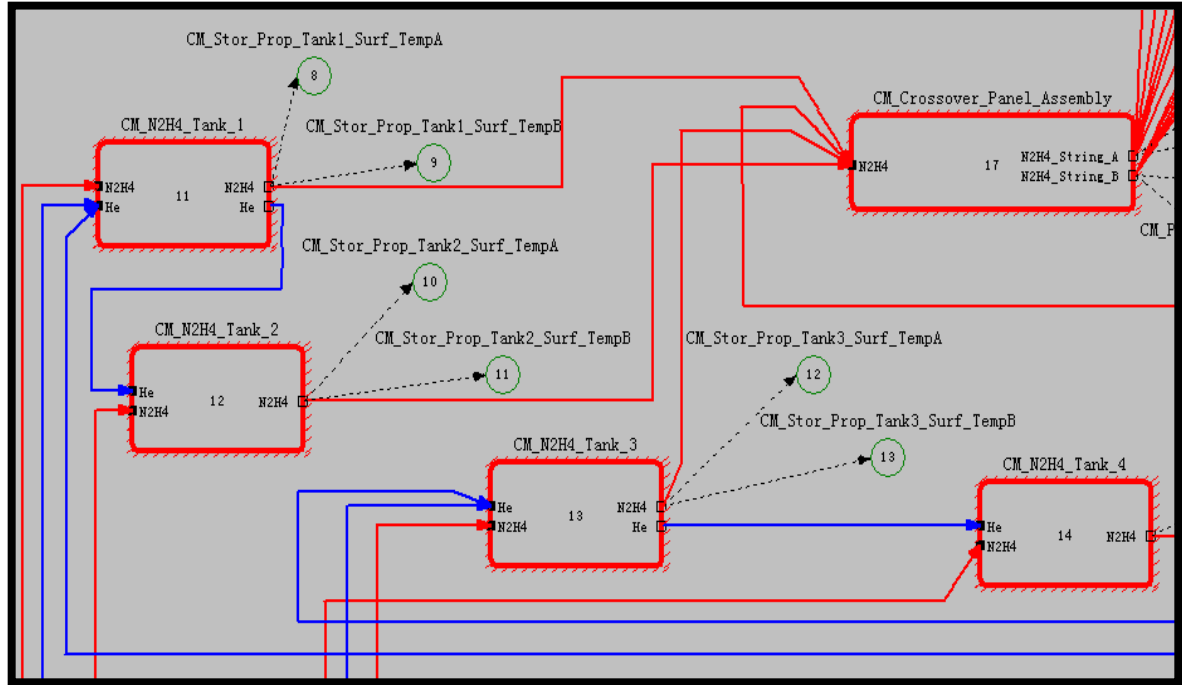 CM_Stor_Prop_Tank1_Surf_TempA
8
CM_Crossover_Panel_Assembly
CM_N2H4_Tank_1
CM_Stor_Prop_Tank1_Surf_TempB
9
N2H4_String_A
N2H4
17
N2H4_String_B
N2H4
11
N2H4
He
He
CM_P
CM_Stor_Prop_Tank2_Surf_TempA
10
CM_N2H4_Tank_2
CM_Stor_Prop_Tank2_Surf_TempB
11
CM_Stor_Prop_Tank3_Surf_TempA
12
He
12
N2H4
N2H4
CM_Stor_Prop_Tank3_Surf_TempB
13
CM_N2H4_Tank_3
He
13
N2H4
N2H4
He
CM_N2H4_Tank_4
He
14
N2H4
N2H4